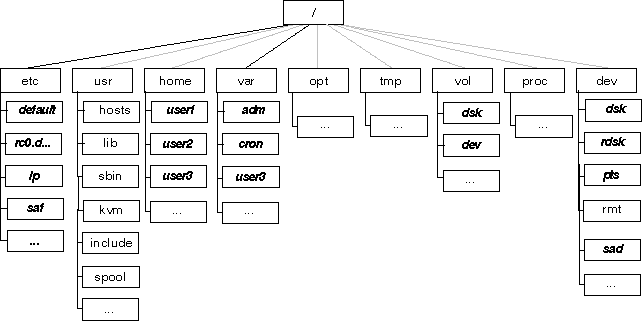 /
etc usr home var opt tmp vol proc dev
default hosts user1 adm ... ... dsk ... dsk
rc0.d... lib user2 cron dev rdsk
lp sbin user3 user3 ... pts
saf kvm ... ... rmt
... include sad
spool ...
...